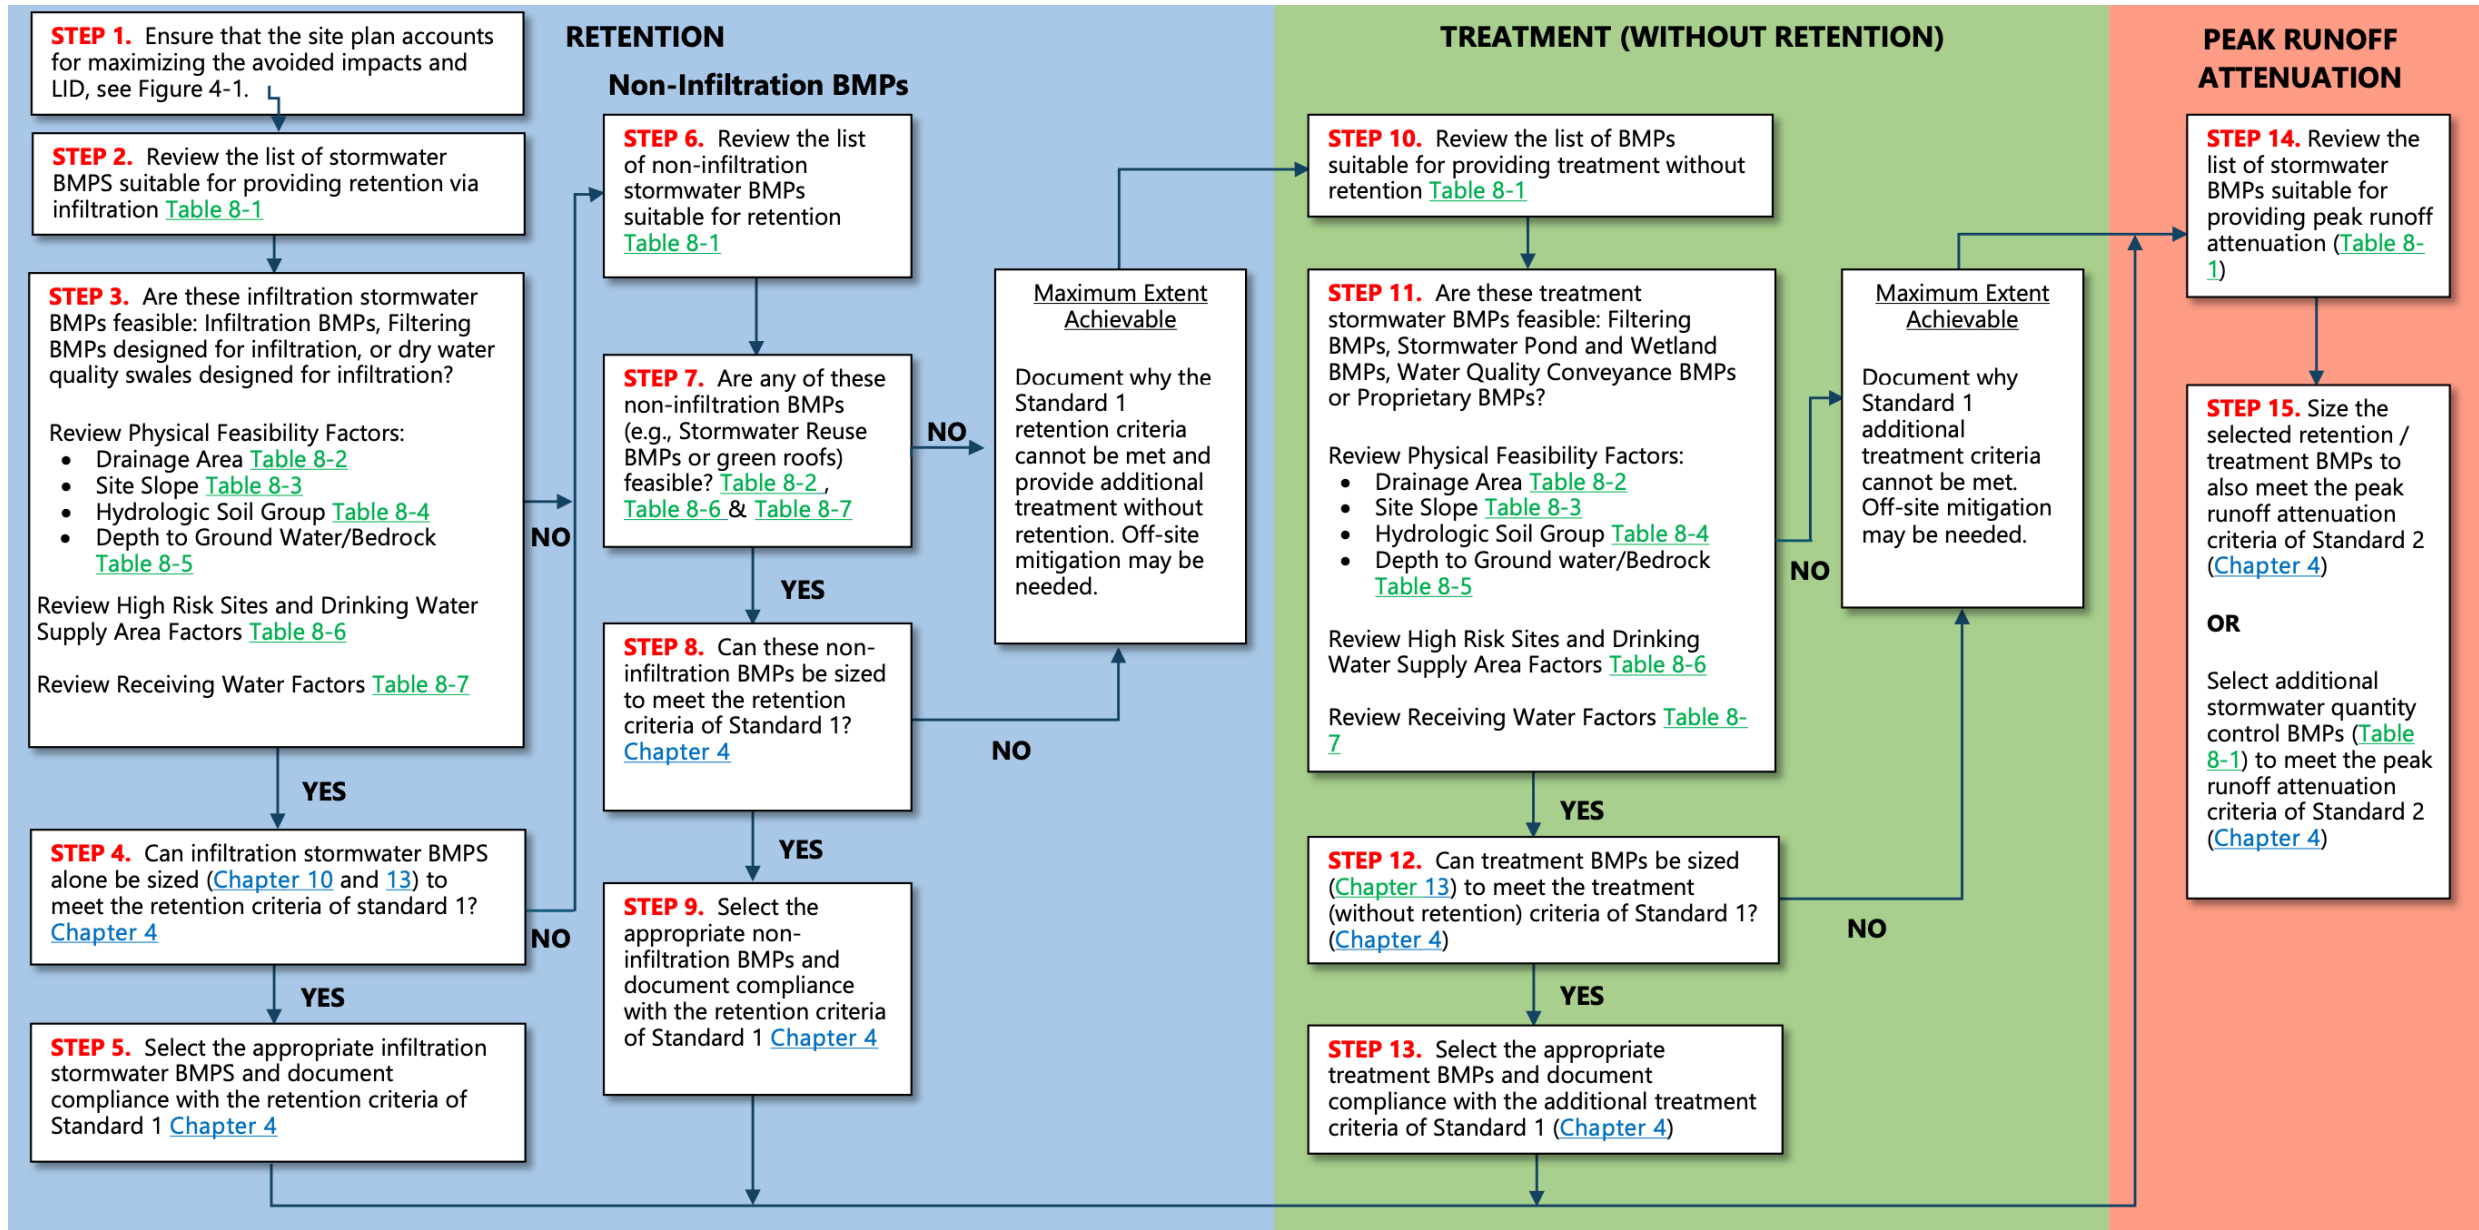 STEP 1. Ensure that the site plan accounts
for maximizing the avoided impacts and
LID, see Figure 4-1.
STEP 2. Review the list of stormwater
BMPS suitable for providing retention via
infiltration Table 8-1
STEP 3. Are these infiltration stormwater
BMPs feasible: Infiltration BMPs, Filtering
BMPs designed for infiltration, or dry water
quality swales designed for infiltration?
Review Physical Feasibility Factors:
• Drainage Area Table 8-2
• Site Slope Table 8-3
• Hydrologic Soil Group Table 8-4
• Depth to Ground Water/Bedrock
Table 8-5
Review High Risk Sites and Drinking Water
Supply Area Factors Table 8-6
Review Receiving Water Factors Table 8-7
NO
YES
STEP 4. Can infiltration stormwater BMPS
alone be sized (Chapter 10 and 13) to
meet the retention criteria of standard 1?
Chapter 4
NO
YES
STEP 5. Select the appropriate infiltration
stormwater BMPS and document
compliance with the retention criteria of
Standard 1 Chapter 4
RETENTION
Non-Infiltration BMPs
STEP 6. Review the list
of non-infiltration
stormwater BMPs
suitable for retention
Table 8-1
STEP 7. Are any of these
non-infiltration BMPs
(e.g., Stormwater Reuse
BMPs or green roofs)
feasible? Table 8-2 ,
Table 8-6 & Table 8-7
NO
YES
STEP 8. Can these non-
infiltration BMPs be sized
to meet the retention
criteria of Standard 1?
Chapter 4
NO
YES
STEP 9. Select the
appropriate non-
infiltration BMPs and
document compliance
with the retention criteria
of Standard 1 Chapter 4
Maximum Extent
Achievable
Document why the
Standard 1
retention criteria
cannot be met and
provide additional
treatment without
retention. Off-site
mitigation may be
needed.
TREATMENT (WITHOUT RETENTION)
STEP 10. Review the list of BMPs
suitable for providing treatment without
retention Table 8-1
STEP 11. Are these treatment
stormwater BMPs feasible: Filtering
BMPs, Stormwater Pond and Wetland
BMPs, Water Quality Conveyance BMPs
or Proprietary BMPs?
Review Physical Feasibility Factors:
• Drainage Area Table 8-2
• Site Slope Table 8-3
• Hydrologic Soil Group Table 8-4
• Depth to Ground water/Bedrock
Table 8-5
Review High Risk Sites and Drinking
Water Supply Area Factors Table 8-6
Review Receiving Water Factors Table 8-
7
NO
YES
STEP 12. Can treatment BMPs be sized
(Chapter 13) to meet the treatment
(without retention) criteria of Standard 1?
(Chapter 4)
NO
YES
STEP 13. Select the appropriate
treatment BMPs and document
compliance with the additional treatment
criteria of Standard 1 (Chapter 4)
Maximum Extent
Achievable
Document why
Standard 1
additional
treatment criteria
cannot be met.
Off-site mitigation
may be needed.
PEAK RUNOFF
ATTENUATION
STEP 14. Review the
list of stormwater
BMPs suitable for
providing peak runoff
attenuation (Table 8-
1)
STEP 15. Size the
selected retention /
treatment BMPs to
also meet the peak
runoff attenuation
criteria of Standard 2
(Chapter 4)
OR
Select additional
stormwater quantity
control BMPs (Table
8-1) to meet the peak
runoff attenuation
criteria of Standard 2
(Chapter 4)